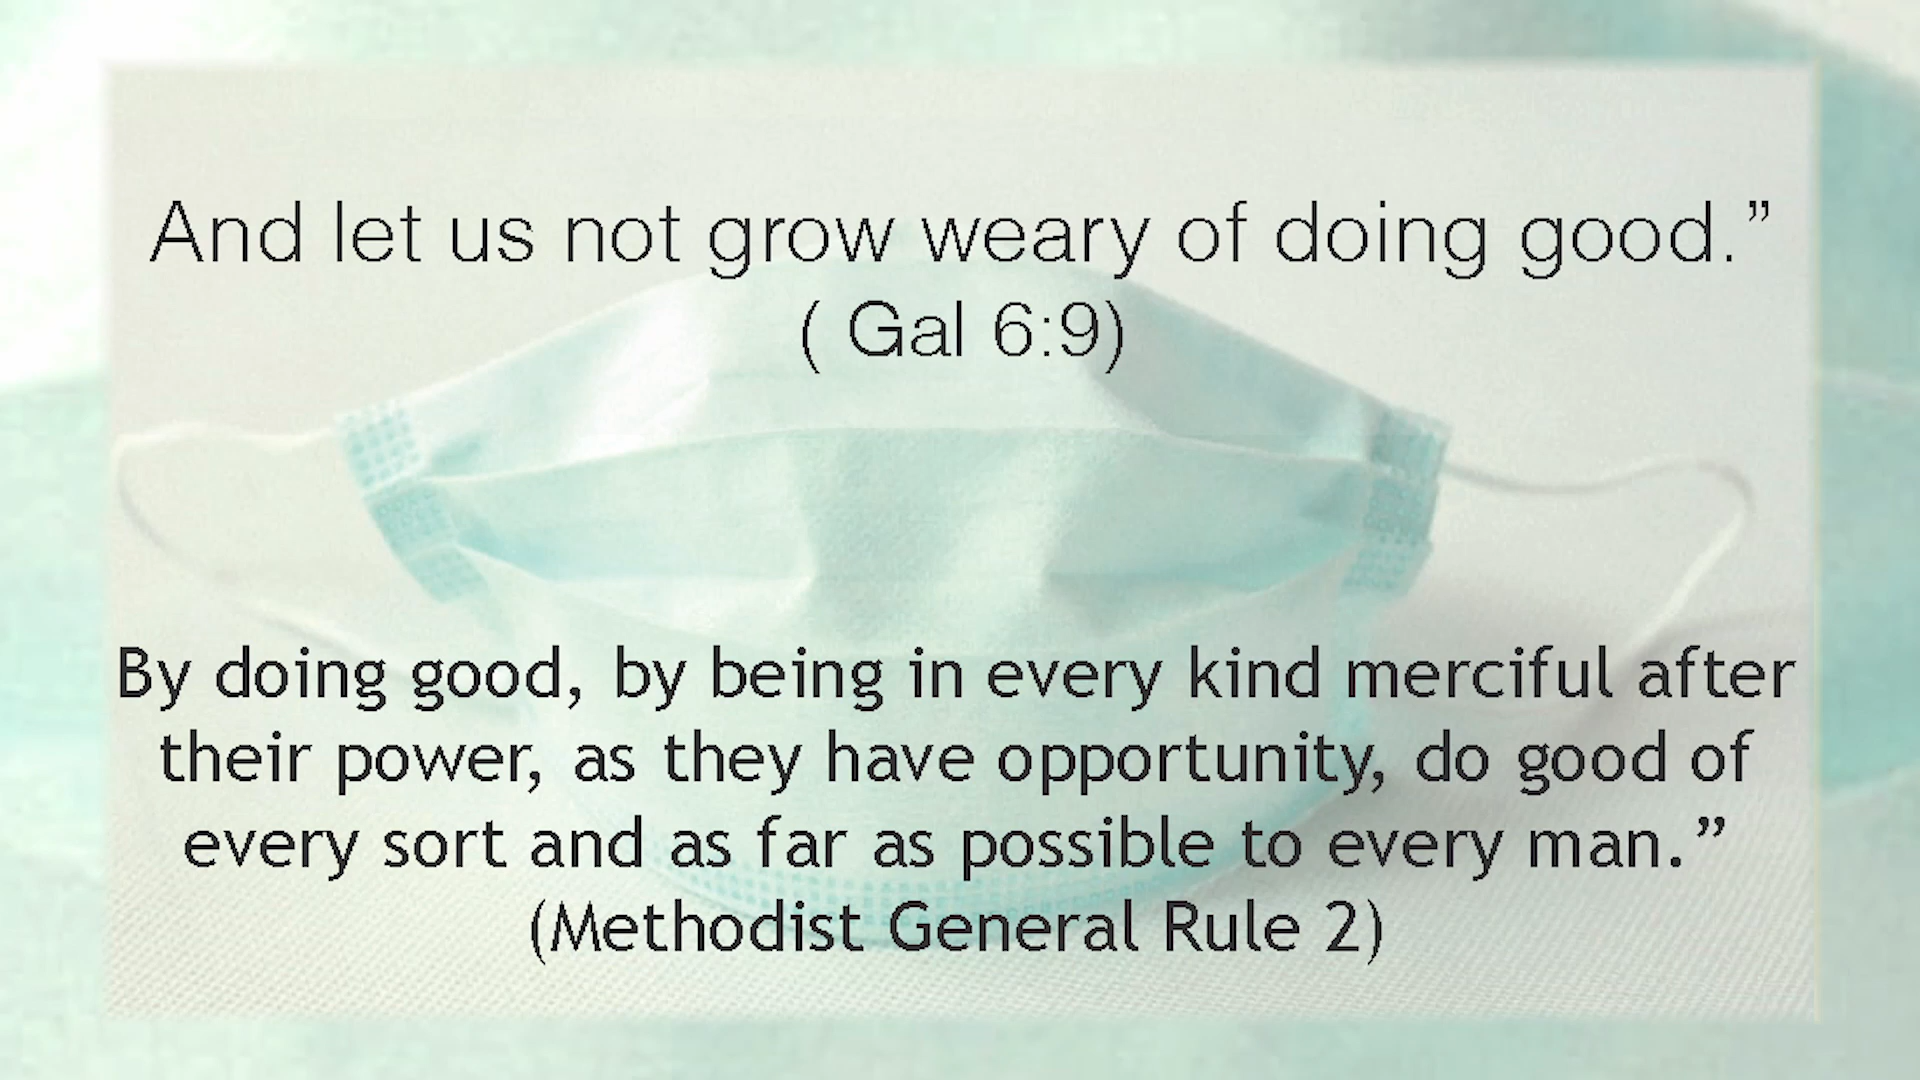 And let us not grow weary of doing good.”
( Gal 6:9)
By doing good, by being in every kind merciful after
their power, as they have opportunity, do good of
every sort and as far as possible to every man.”
(Methodist General Rule 2)